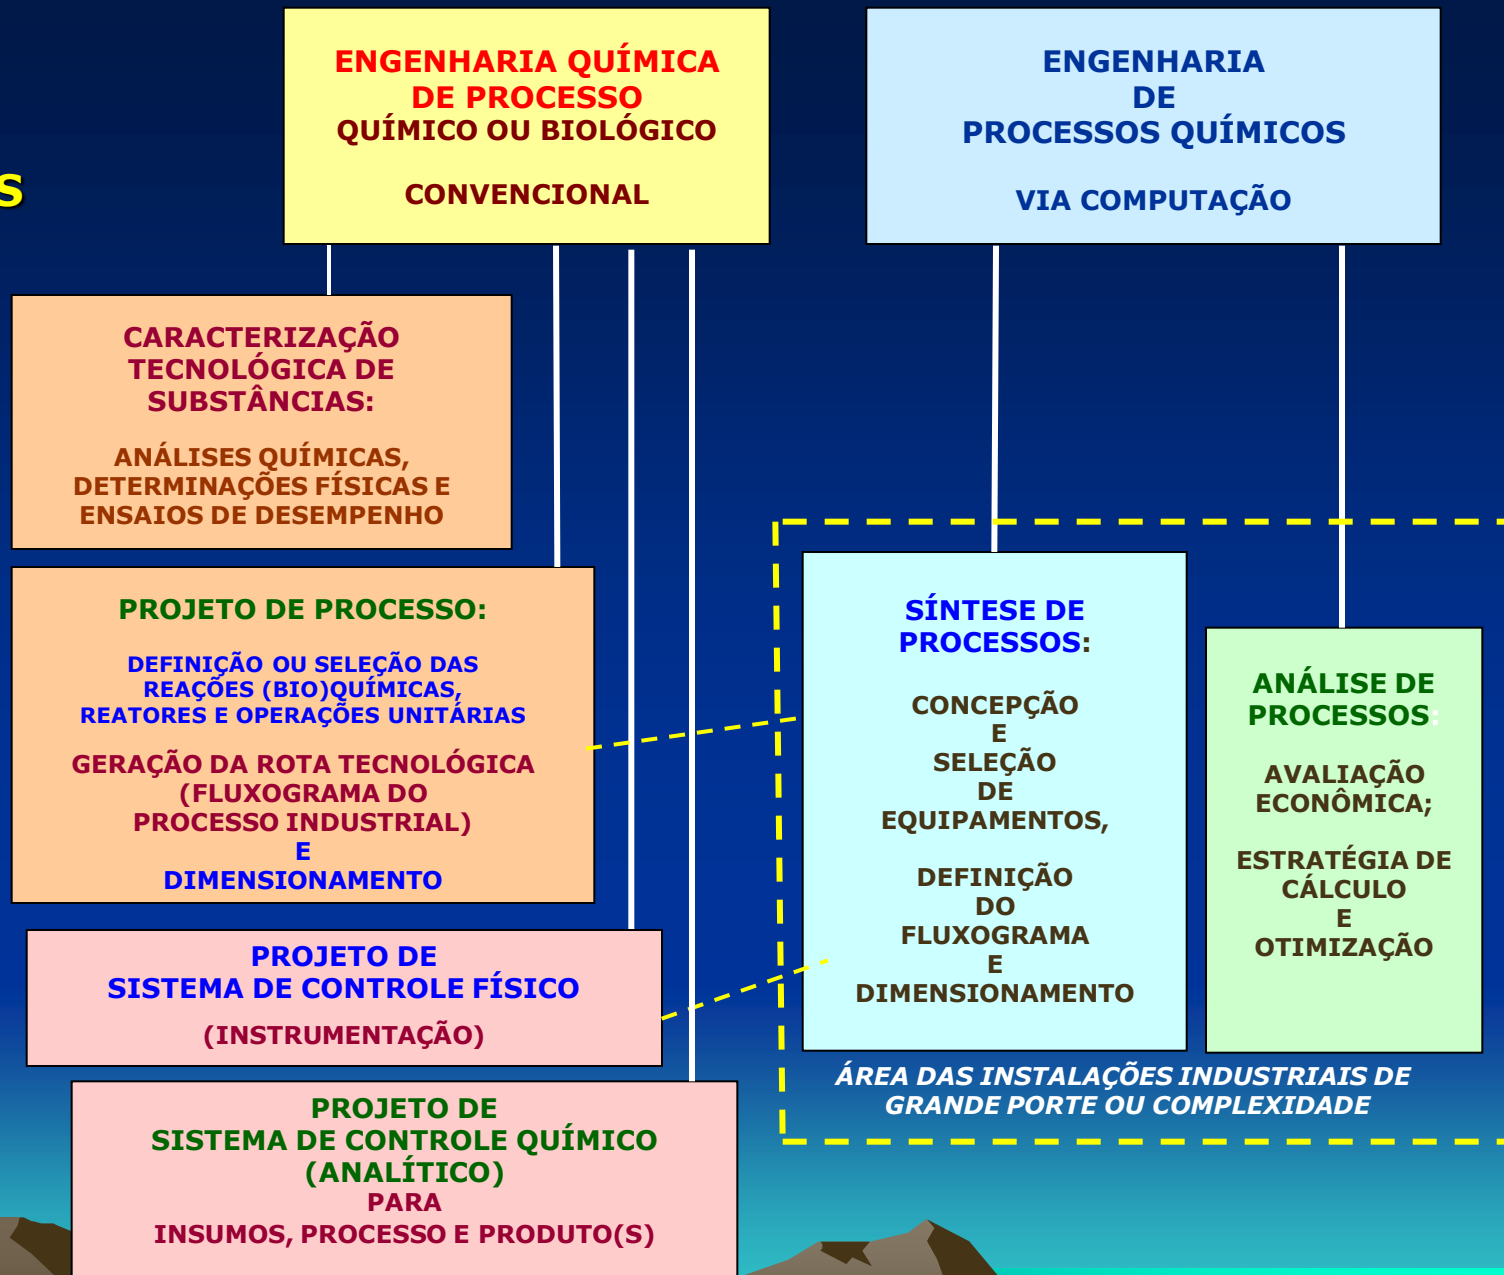 ENGENHARIA QUÍMICA
DE PROCESSO
QUÍMICO OU BIOLÓGICO
CONVENCIONAL
ENGENHARIA
DE
PROCESSOS QUÍMICOS
VIA COMPUTAÇÃO
S
CARACTERIZAÇÃO
TECNOLÓGICA DE
SUBSTÂNCIAS:
ANÁLISES QUÍMICAS,
DETERMINAÇÕES FÍSICAS E
ENSAIOS DE DESEMPENHO
PROJETO DE PROCESSO:
DEFINIÇÃO OU SELEÇÃO DAS
REAÇÕES (BIO)QUÍMICAS,
REATORES E OPERAÇÕES UNITÁRIAS
GERAÇÃO DA ROTA TECNOLÓGICA
(FLUXOGRAMA DO
PROCESSO INDUSTRIAL)
E
DIMENSIONAMENTO
PROJETO DE
SISTEMA DE CONTROLE FÍSICO
(INSTRUMENTAÇÃO)
PROJETO DE
SISTEMA DE CONTROLE QUÍMICO
(ANALÍTICO)
PARA
INSUMOS, PROCESSO E PRODUTO(S)
SÍNTESE DE
PROCESSOS:
CONCEPÇÃO
E
SELEÇÃO
DE
EQUIPAMENTOS,
DEFINIÇÃO
DO
FLUXOGRAMA
E
DIMENSIONAMENTO
ANÁLISE DE
PROCESSOS:
AVALIAÇÃO
ECONÔMICA;
ESTRATÉGIA DE
CÁLCULO
E
OTIMIZAÇÃO
ÁREA DAS INSTALAÇÕES INDUSTRIAIS DE
GRANDE PORTE OU COMPLEXIDADE